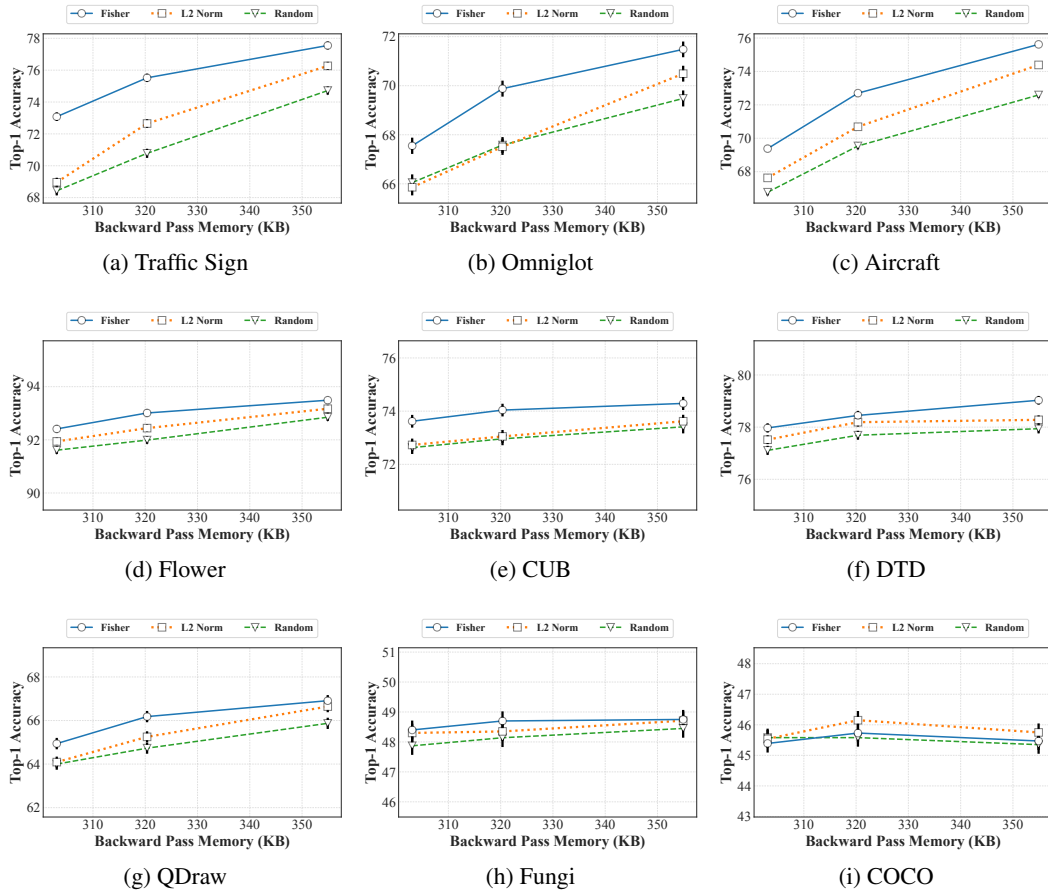 Fisher L2 Norm Random
Top-1 Accuracy
78
76
74
72
70
68
310 320 330 340 350
Backward Pass Memory (KB)
(a) Traffic Sign
Fisher L2 Norm Random
Top-1 Accuracy
72
70
68
66
310 320 330 340 350
Backward Pass Memory (KB)
(b) Omniglot
Fisher L2 Norm Random
Top-1 Accuracy
76
74
72
70
68
310 320 330 340 350
Backward Pass Memory (KB)
(c) Aircraft
Fisher L2 Norm Random
Top-1 Accuracy
94
92
90
310 320 330 340 350
Backward Pass Memory (KB)
(d) Flower
Fisher L2 Norm Random
Top-1 Accuracy
76
74
72
310 320 330 340 350
Backward Pass Memory (KB)
(e) CUB
Fisher L2 Norm Random
Top-1 Accuracy
80
78
76
310 320 330 340 350
Backward Pass Memory (KB)
(f) DTD
Fisher L2 Norm Random
Top-1 Accuracy
68
66
64
62
310 320 330 340 350
Backward Pass Memory (KB)
(g) QDraw
Fisher L2 Norm Random
Top-1 Accuracy
51
50
49
48
47
46
310 320 330 340 350
Backward Pass Memory (KB)
(h) Fungi
Fisher L2 Norm Random
Top-1 Accuracy
48
47
46
45
44
43
310 320 330 340 350
Backward Pass Memory (KB)
(i) COCO